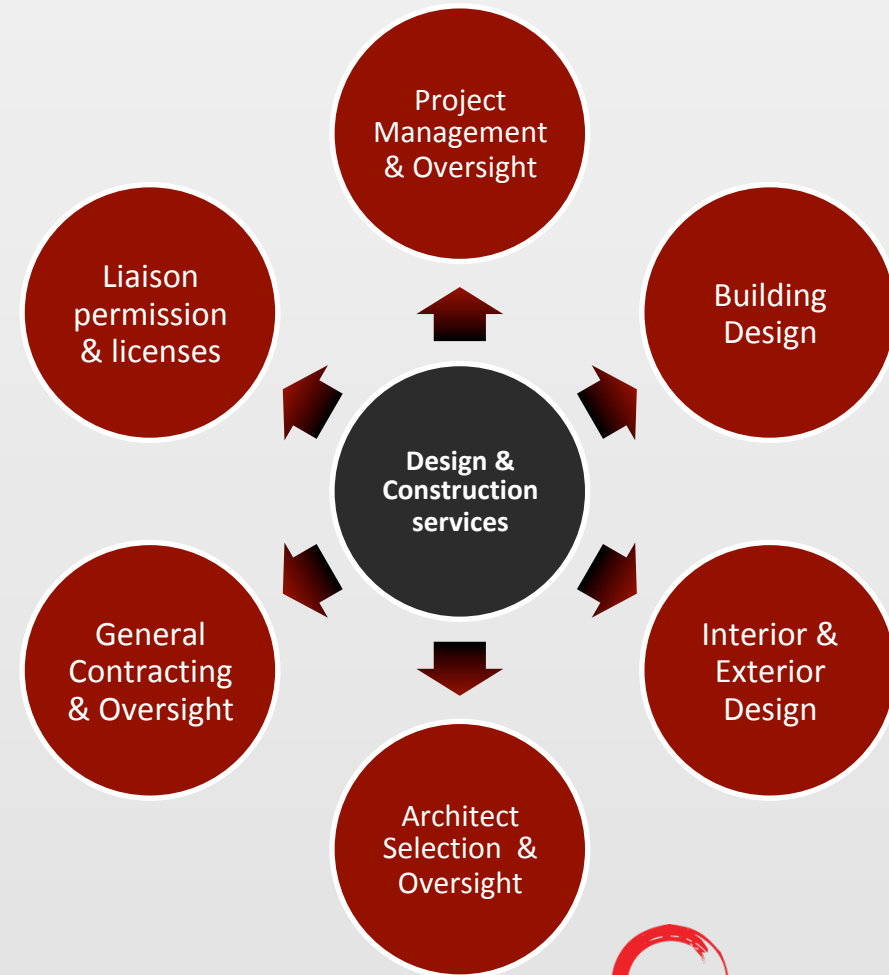 Project
Management
& Oversight
Liaison
permission
& licenses
Building
Design
Design &
Construction
services
General
Contracting
& Oversight
Interior &
Exterior
Design
Architect
Selection  &
Oversight